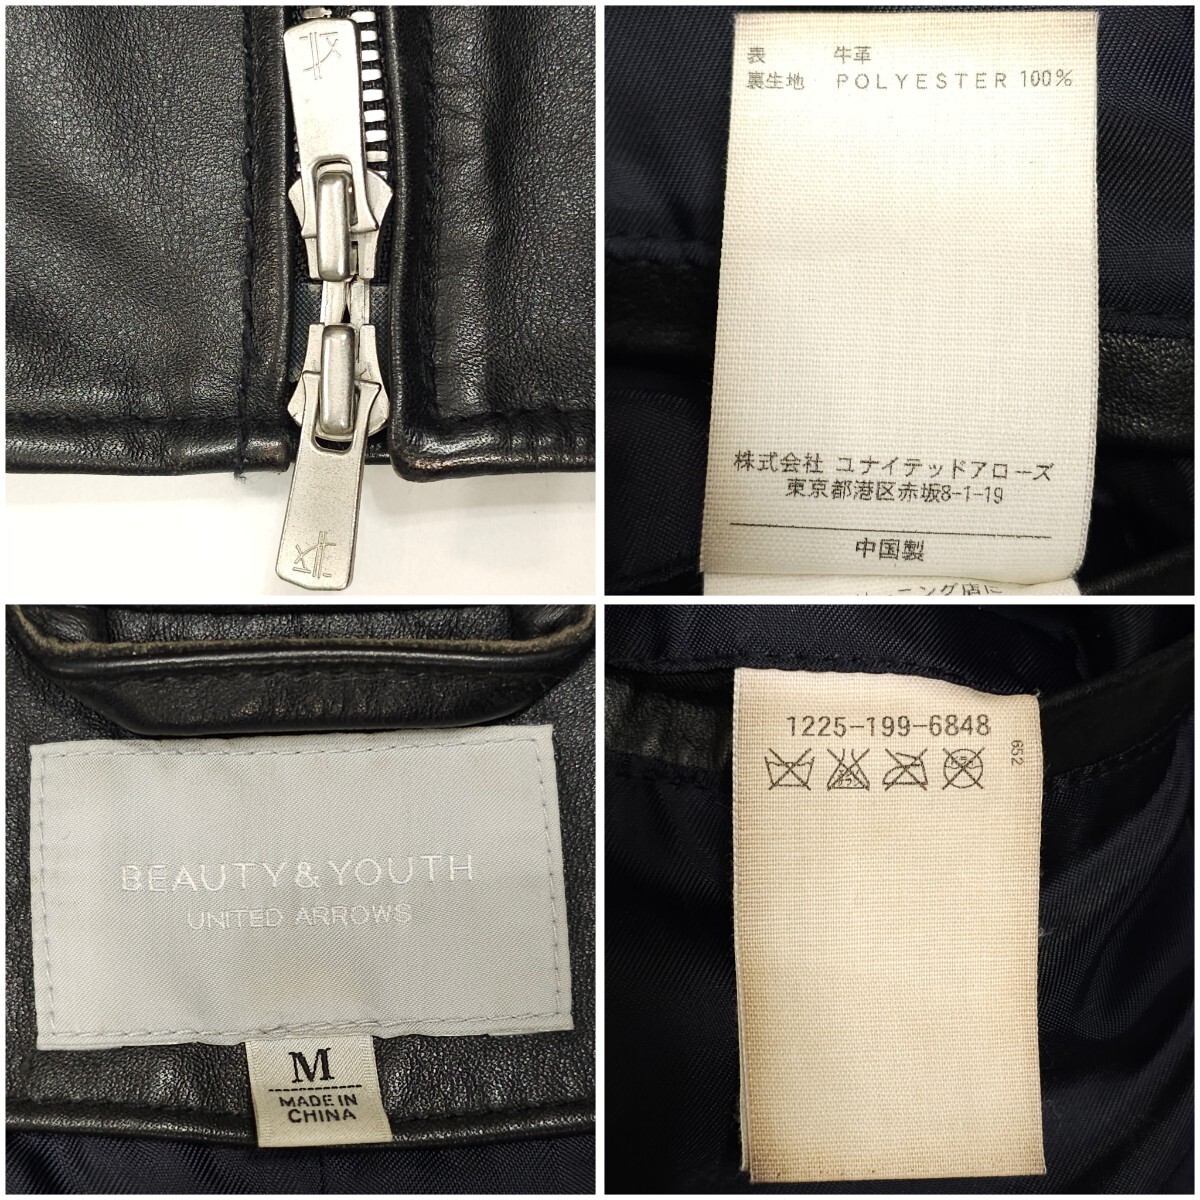 表 牛革
裏生地 POLYESTER 100%
株式会社 ユナイテッドアローズ
東京都港区赤坂8-1-19
中国製
BEAUTY&YOUTH
UNITED ARROWS
M
MADE IN
CHINA
1225-199-6848
652